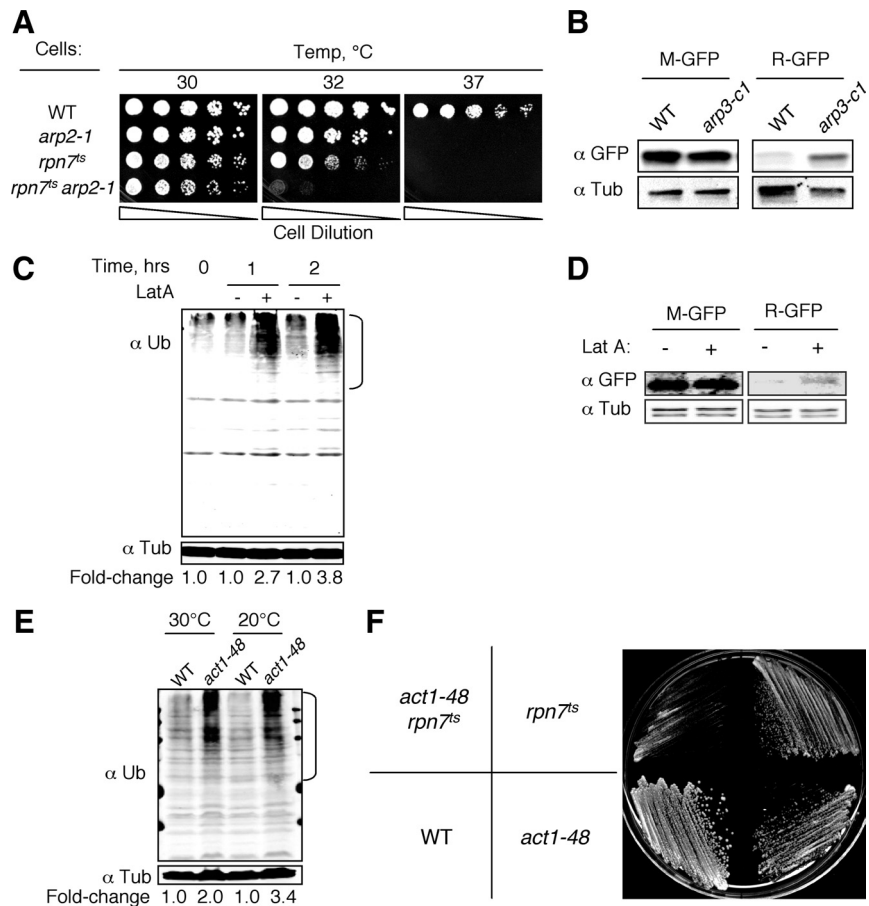 A
Cells:
Temp, °C
30 32 37
WT
arp2-1
rpn7ts
rpn7ts arp2-1
Cell Dilution
B
M-GFP R-GFP
WT arp3-c1 WT arp3-c1
α GFP
α Tub
C
Time, hrs 0 1 2
LatA - + - +
α Ub
α Tub
Fold-change 1.0 1.0 2.7 1.0 3.8
D
M-GFP R-GFP
Lat A: - + - +
α GFP
α Tub
E
30°C 20°C
WT act1-48 WT act1-48
α Ub
α Tub
Fold-change 1.0 2.0 1.0 3.4
F
act1-48
rpn7ts
rpn7ts
WT
act1-48